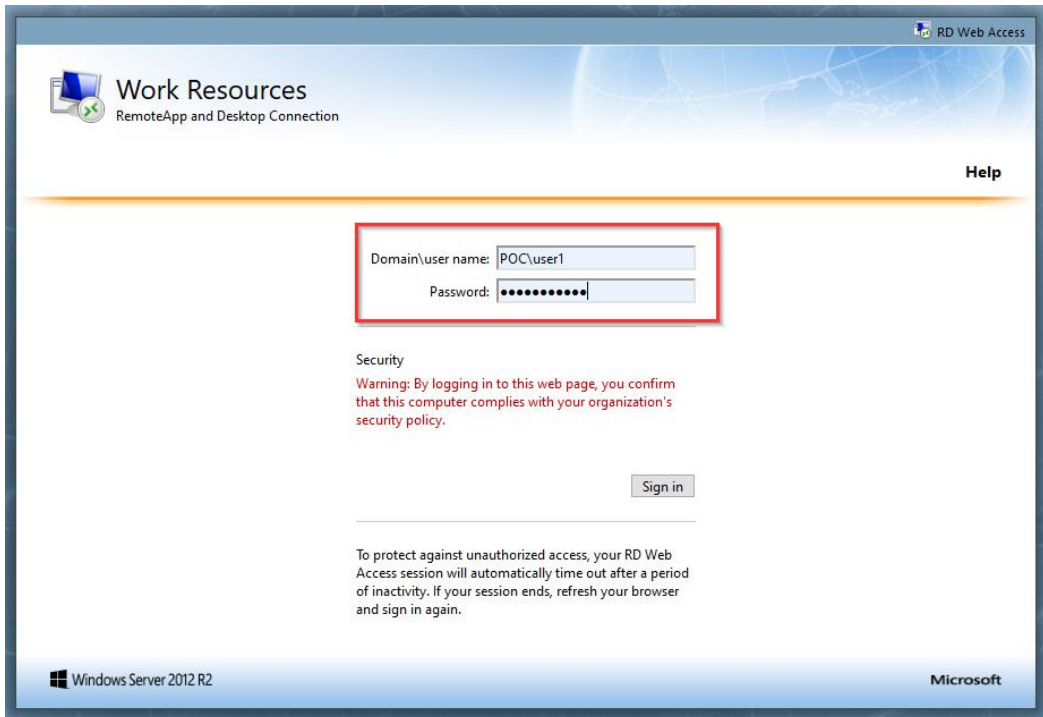 RD Web Access
Work Resources
RemoteApp and Desktop Connection
Help
Domain\user name: POC\user1
Password: ●●●●●●●●●●●
Security
Warning: By logging in to this web page, you confirm
that this computer complies with your organization's
security policy.
Sign in
To protect against unauthorized access, your RD Web
Access session will automatically time out after a period
of inactivity. If your session ends, refresh your browser
and sign in again.
Windows Server 2012 R2
Microsoft